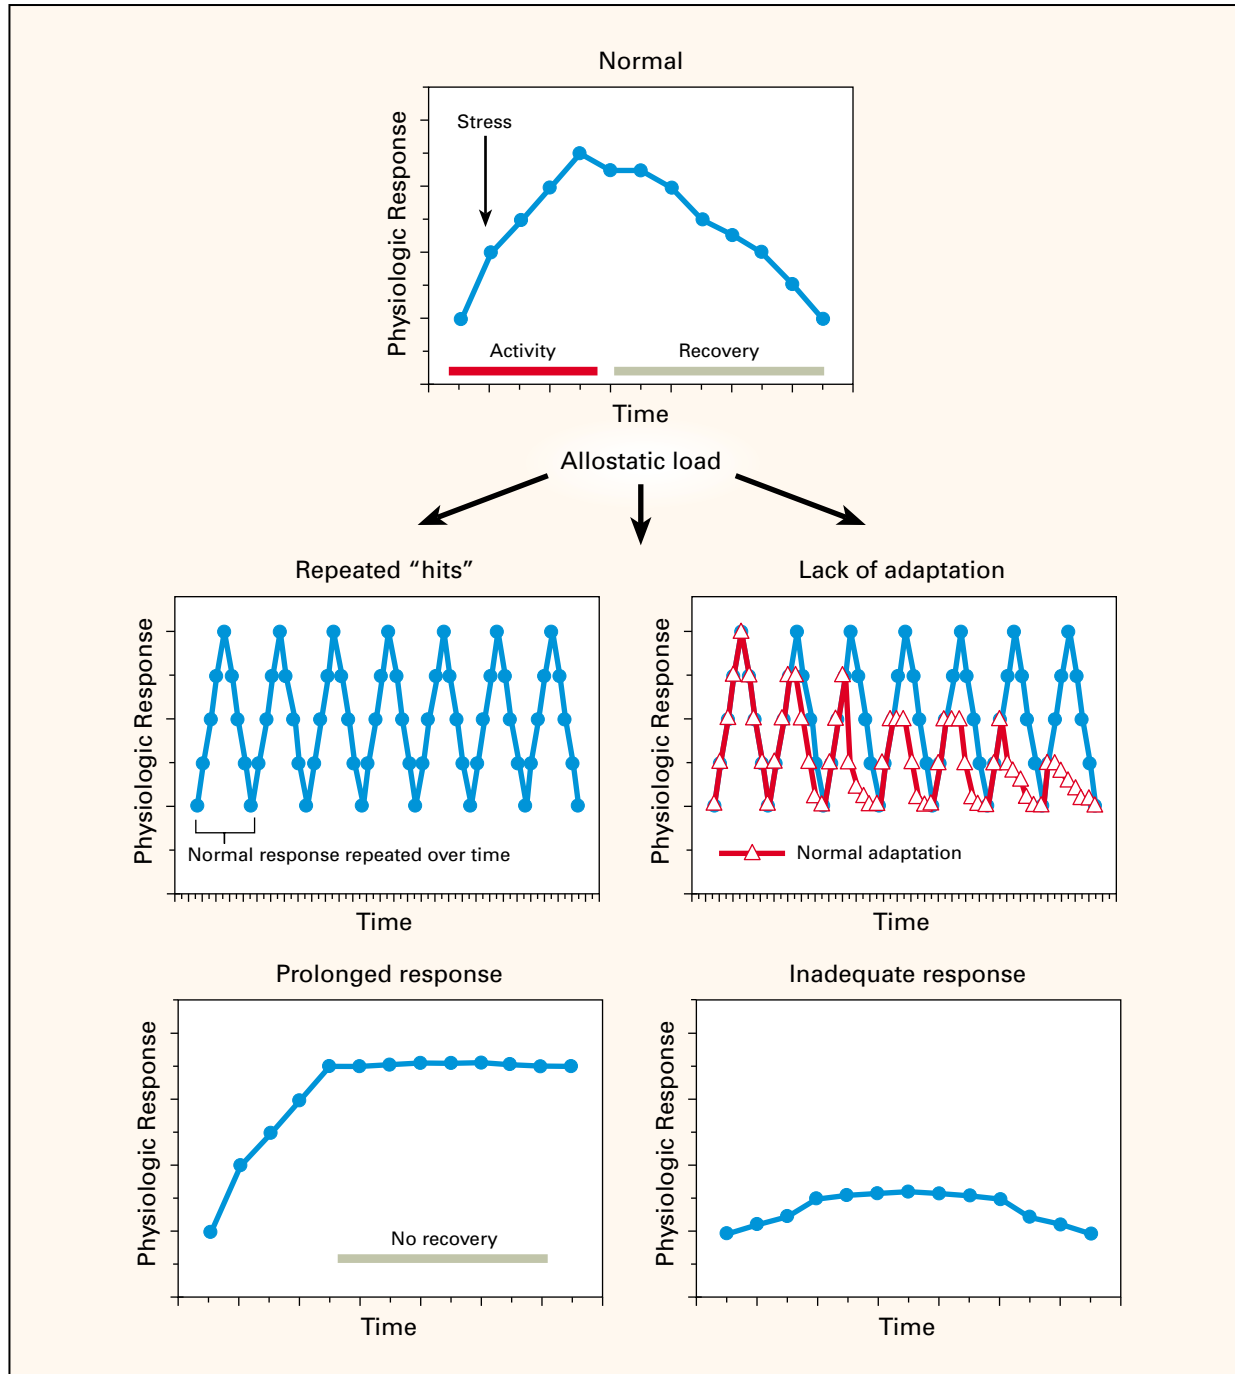 Normal
Stress
Physiologic Response
Activity
Recovery
Time
Allostatic load
Repeated “hits”
Physiologic Response
Normal response repeated over time
Time
Lack of adaptation
Physiologic Response
Normal adaptation
Time
Prolonged response
Physiologic Response
No recovery
Time
Inadequate response
Physiologic Response
Time